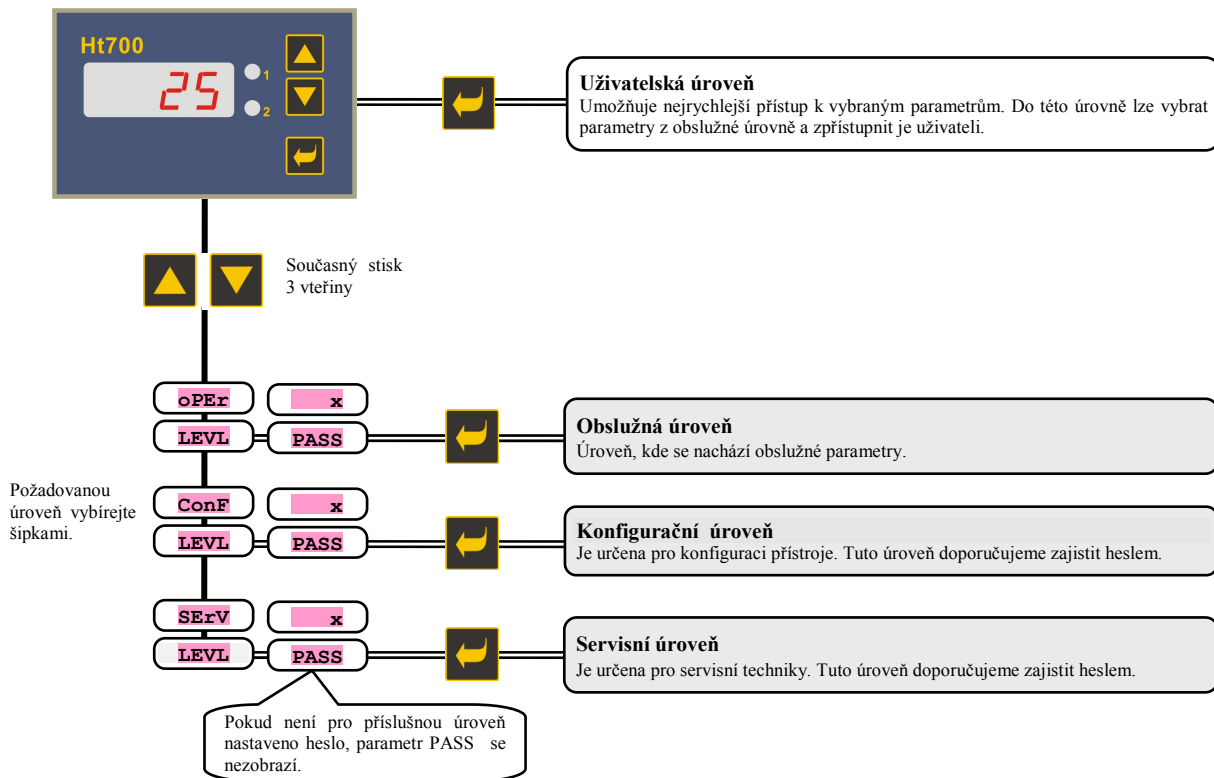 Ht700
25
1
2
Uživatelská úroveň
Umožňuje nejrychlejší přístup k vybraným parametrům. Do této úrovně lze vybrat
parametry z obslužné úrovně a zpřístupnit je uživateli.
Současný stisk
3 vteřiny
oPEr x
LEVL PASS
Obslužná úroveň
Úroveň, kde se nachází obslužné parametry.
Požadovanou
úroveň vybírejte
šipkami.
ConF x
LEVL PASS
Konfigurační úroveň
Je určena pro konfiguraci přístroje. Tuto úroveň doporučujeme zajistit heslem.
SErV x
LEVL PASS
Servisní úroveň
Je určena pro servisní techniky. Tuto úroveň doporučujeme zajistit heslem.
Pokud není pro příslušnou úroveň
nastaveno heslo, parametr PASS se
nezobrazí.